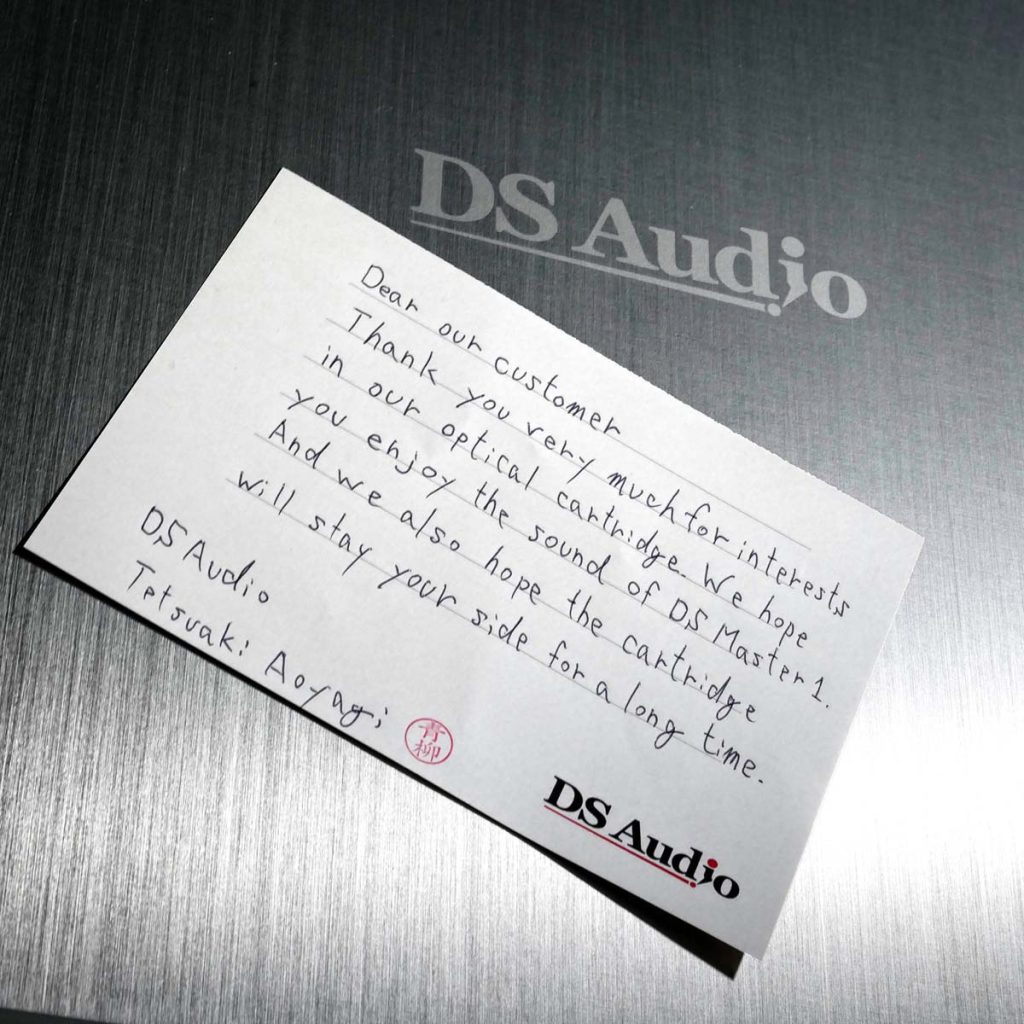 DS Audio
Dear our customer
Thank you very much for interests
in our optical cartridge. We hope
you enjoy the sound of DS Master 1.
And we also hope the cartridge
will stay your side for a long time.
DS Audio
Tetsuaki Aoyagi
青柳
DS Audio